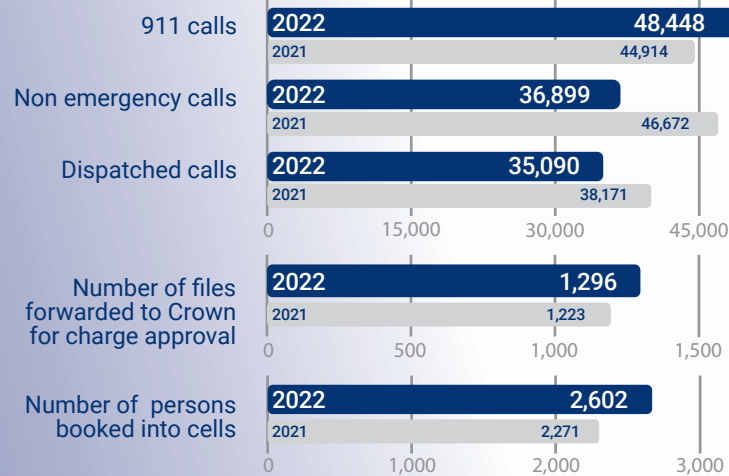 911 calls
2022 48,448
2021 44,914
Non emergency calls
2022 36,899
2021 46,672
Dispatched calls
2022 35,090
2021 38,171
0 15,000 30,000 45,000
Number of files
forwarded to Crown
for charge approval
2022 1,296
2021 1,223
0 500 1,000 1,500
Number of persons
booked into cells
2022 2,602
2021 2,271
0 1,000 2,000 3,000